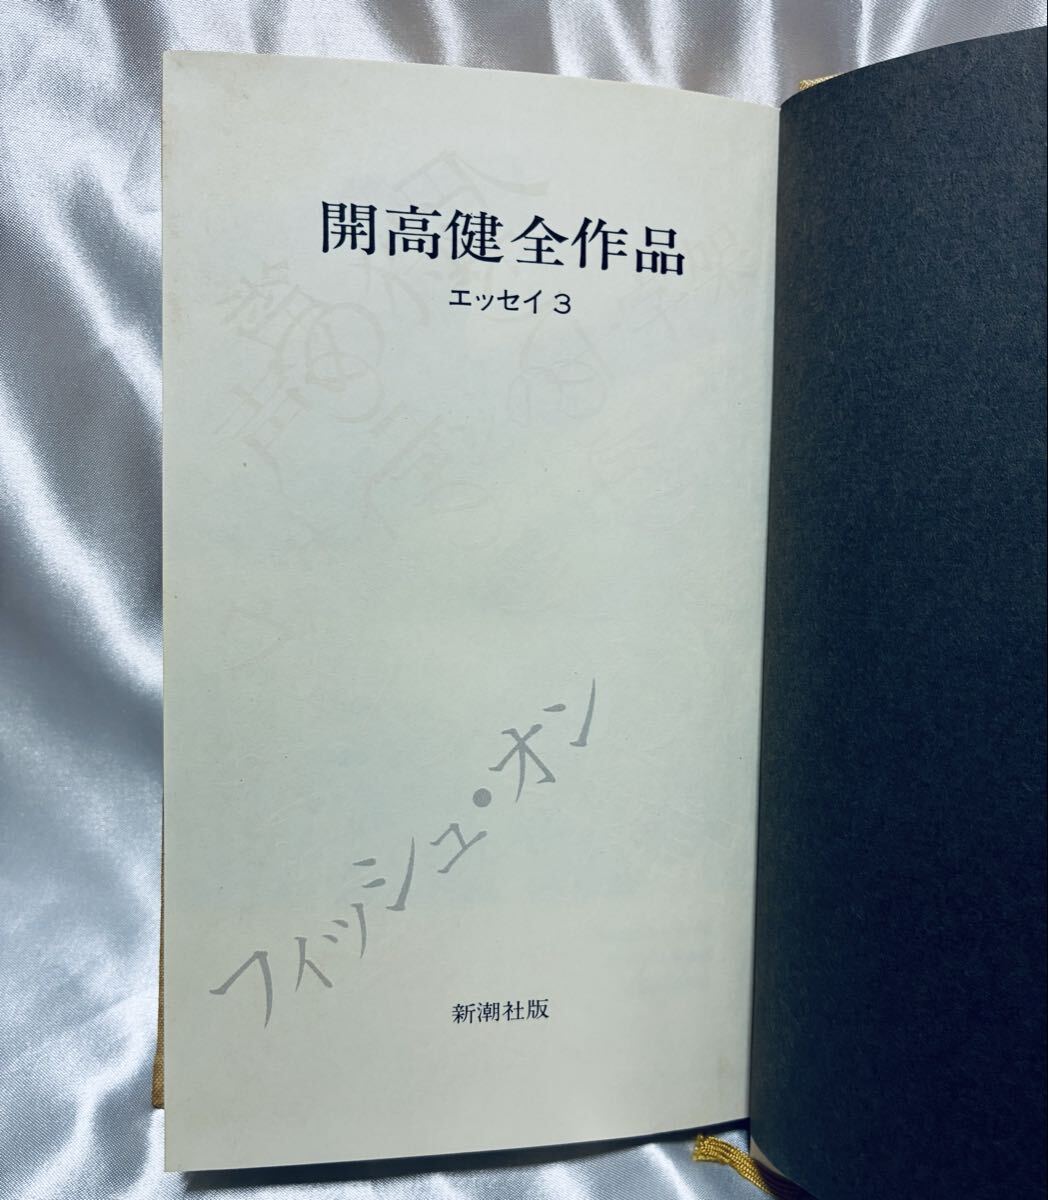 開高健全作品
エッセイ3
フィッシュ・オン
新潮社版